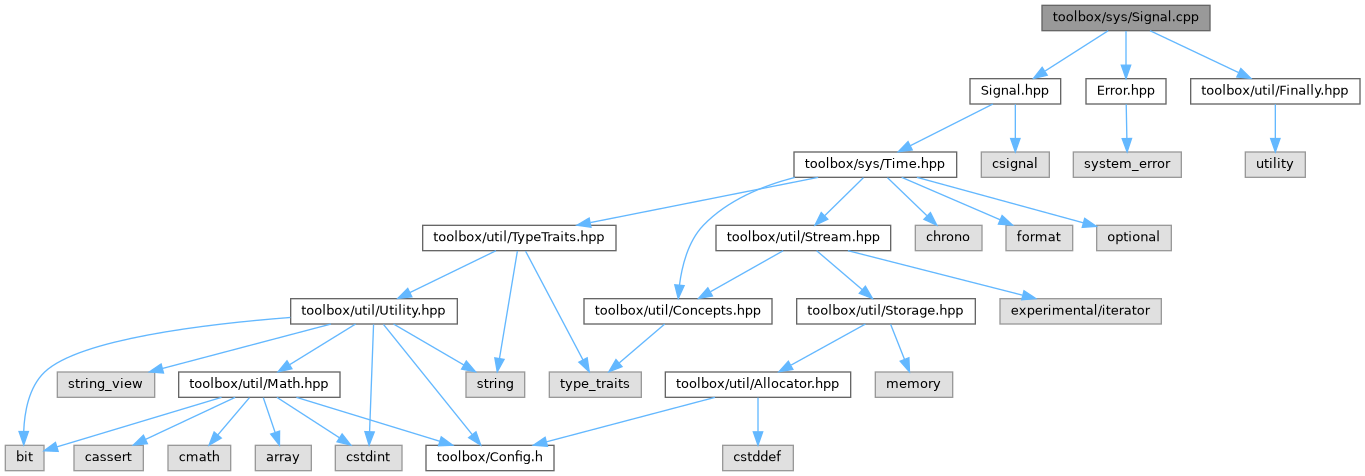 toolbox/sys/Signal.cpp
Signal.hpp
Error.hpp
toolbox/util/Finally.hpp
toolbox/sys/Time.hpp
csignal
system_error
utility
toolbox/util/TypeTraits.hpp
toolbox/util/Stream.hpp
chrono
format
optional
toolbox/util/Utility.hpp
toolbox/util/Concepts.hpp
toolbox/util/Storage.hpp
experimental/iterator
string_view
toolbox/util/Math.hpp
string
type_traits
toolbox/util/Allocator.hpp
memory
bit
cassert
cmath
array
cstdint
toolbox/Config.h
cstddef